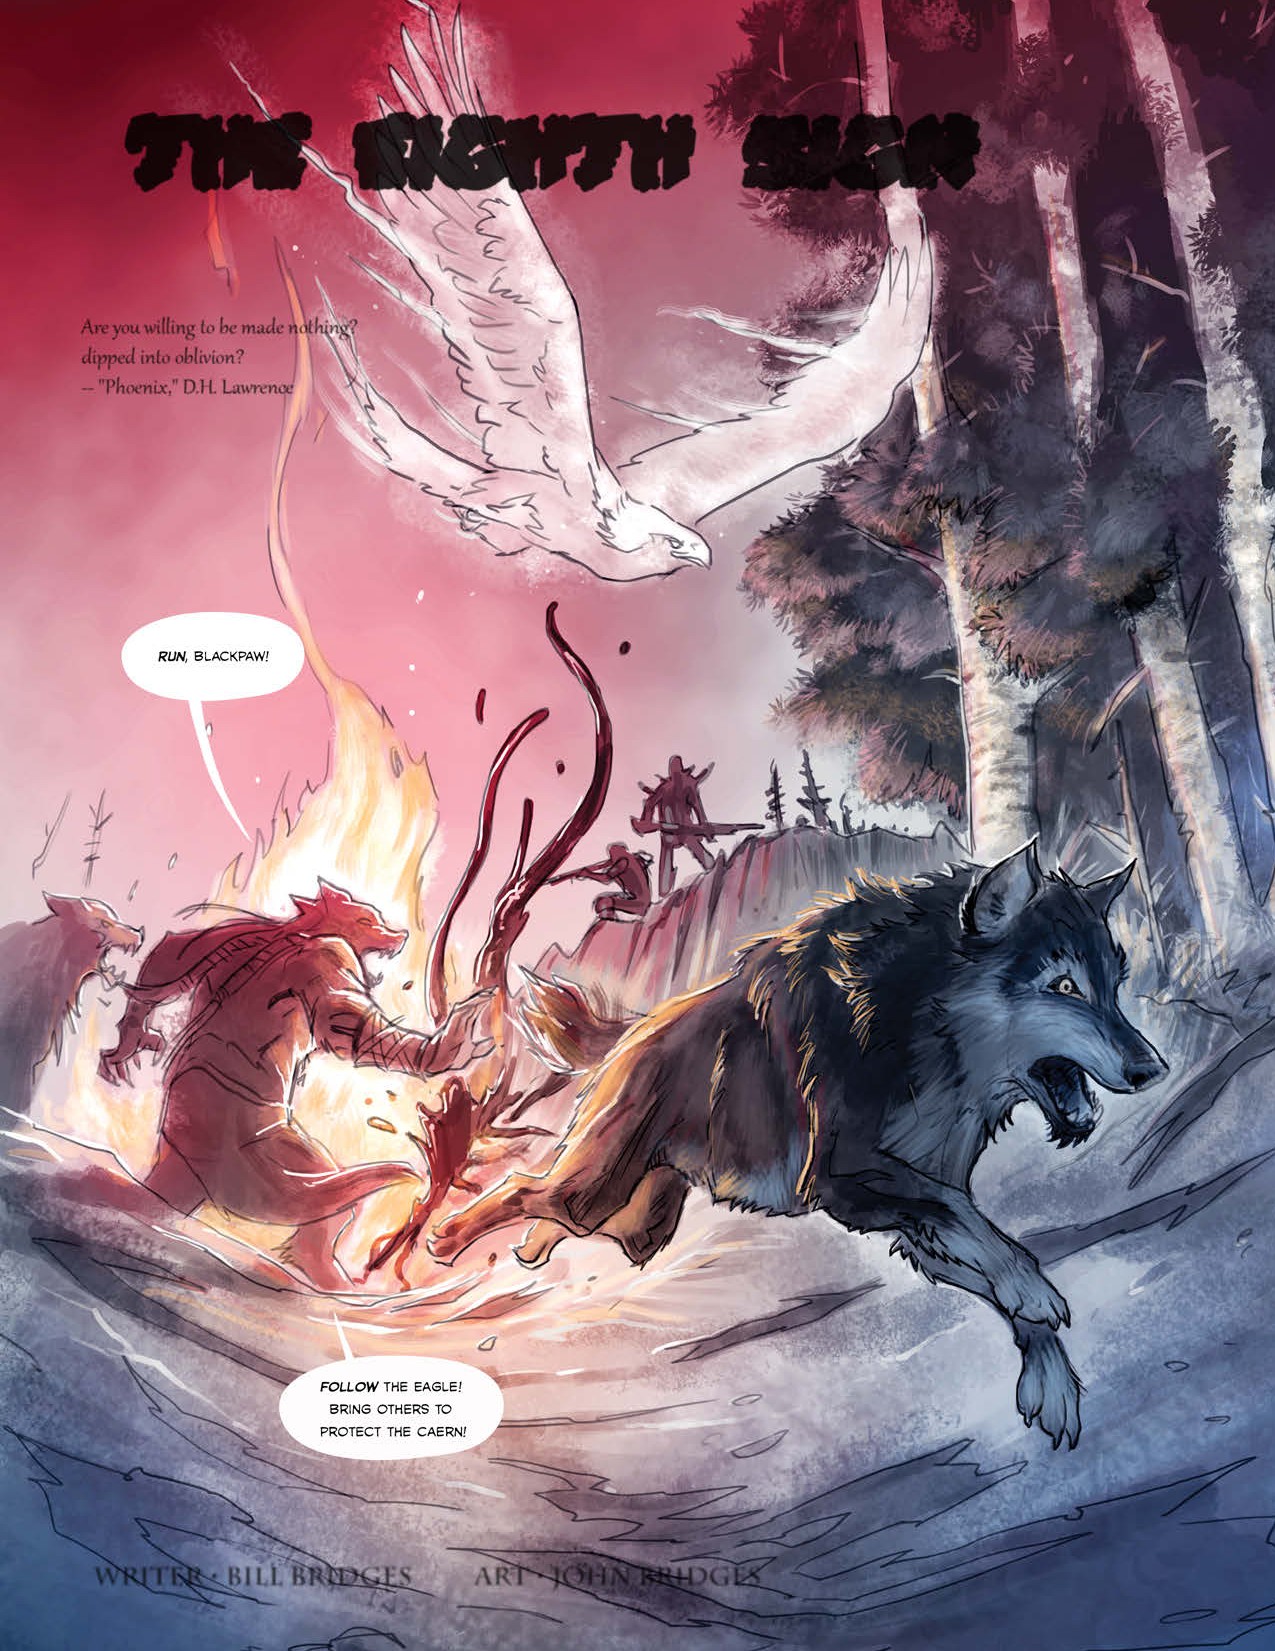 THE EIGHTH SIGN
Are you willing to be made nothing?
dipped into oblivion?
-- "Phoenix," D.H. Lawrence
RUN, BLACKPAW!
FOLLOW THE EAGLE!
BRING OTHERS TO
PROTECT THE CAERN!
WRITER · BILL BRIDGES ART · JOHN BRIDGES